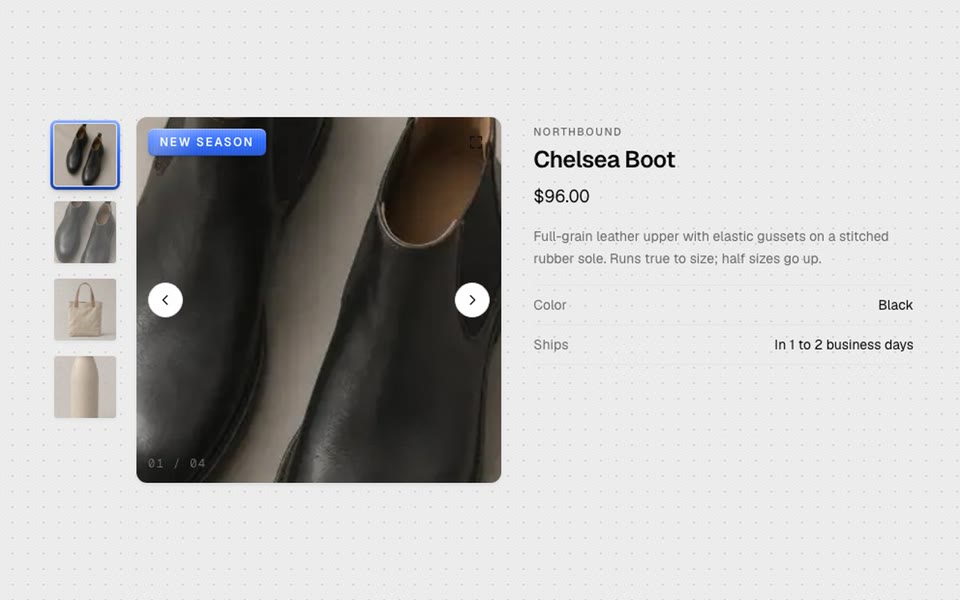 NEW SEASON
01 / 04
NORTHBOUND
Chelsea Boot
$96.00
Full-grain leather upper with elastic gussets on a stitched
rubber sole. Runs true to size; half sizes go up.
Color Black
Ships In 1 to 2 business days